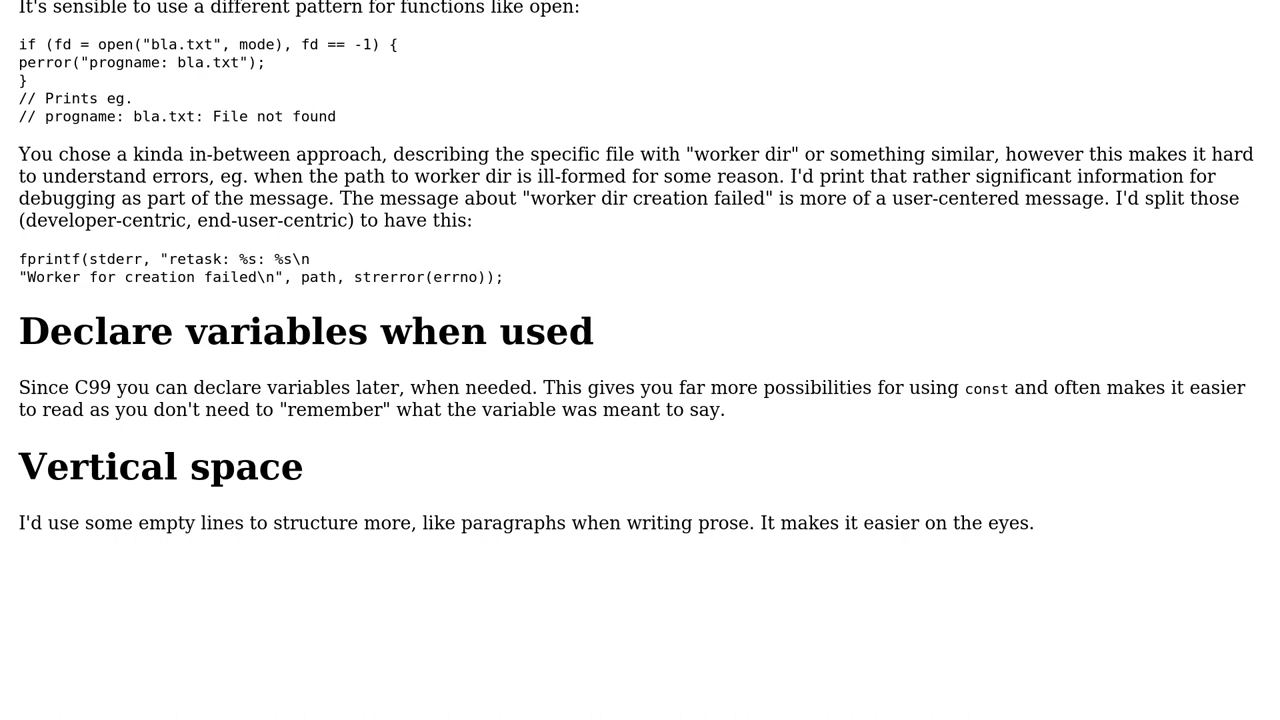 It's sensible to use a different pattern for functions like open:
if (fd = open("bla.txt", mode), fd == -1) {
perror("progname: bla.txt");
}
// Prints eg.
// progname: bla.txt: File not found
You chose a kinda in-between approach, describing the specific file with "worker dir" or something similar, however this makes it hard
to understand errors, eg. when the path to worker dir is ill-formed for some reason. I'd print that rather significant information for
debugging as part of the message. The message about "worker dir creation failed" is more of a user-centered message. I'd split those
(developer-centric, end-user-centric) to have this:
fprintf(stderr, "retask: %s: %s\n
"Worker for creation failed\n", path, strerror(errno));
Declare variables when used
Since C99 you can declare variables later, when needed. This gives you far more possibilities for using const and often makes it easier
to read as you don't need to "remember" what the variable was meant to say.
Vertical space
I'd use some empty lines to structure more, like paragraphs when writing prose. It makes it easier on the eyes.